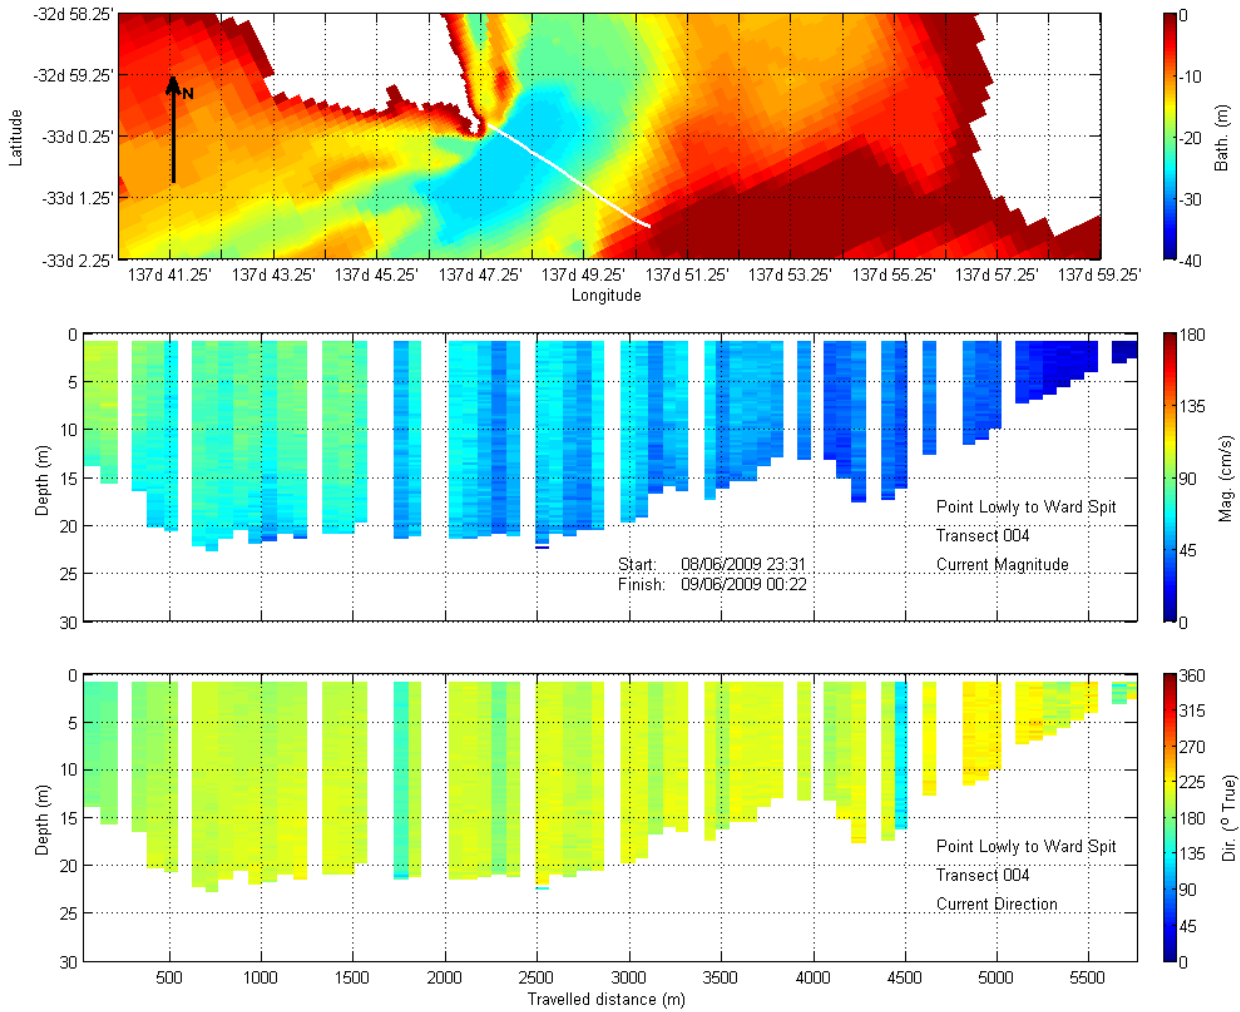 -32d 58.25'
-32d 59.25'
-33d 0.25'
-33d 1.25'
-33d 2.25'
Latitude
N
137d 41.25' 137d 43.25' 137d 45.25' 137d 47.25' 137d 49.25' 137d 51.25' 137d 53.25' 137d 55.25' 137d 57.25' 137d 59.25'
Longitude
0
-10
-20
-30
-40
Bath. (m)
0
5
10
15
20
25
30
Depth (m)
Point Lowly to Ward Spit
Transect 004
Current Magnitude
Start: 08/06/2009 23:31
Finish: 09/06/2009 00:22
180
135
90
45
0
Mag. (cm/s)
0
5
10
15
20
25
30
Depth (m)
Point Lowly to Ward Spit
Transect 004
Current Direction
500 1000 1500 2000 2500 3000 3500 4000 4500 5000 5500
Travelled distance (m)
360
315
270
225
180
135
90
45
0
Dir. (° True)